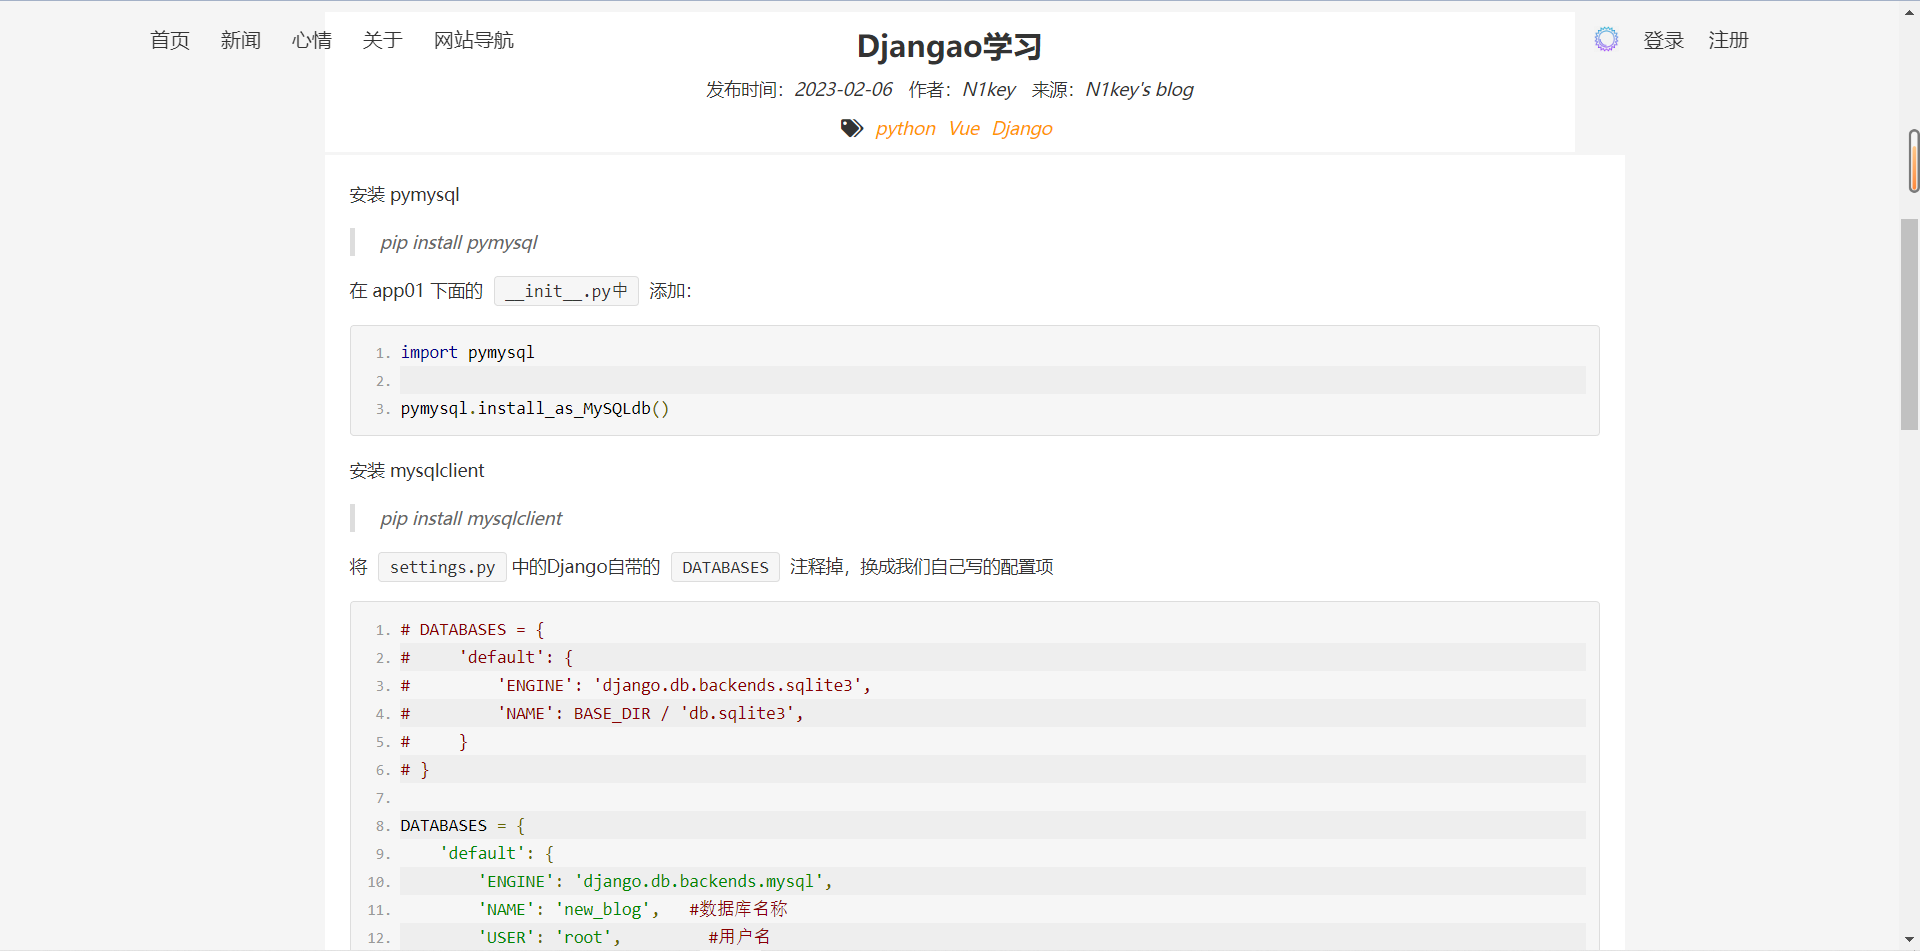 首页 新闻 心情 关于 网站导航 登录 注册
Djangao学习
发布时间：2023-02-06 作者：N1key 来源：N1key's blog
python Vue Django
安装 pymysql
pip install pymysql
在 app01 下面的 __init__.py中 添加：
1. import pymysql
2.
3. pymysql.install_as_MySQLdb()
安装 mysqlclient
pip install mysqlclient
将 settings.py 中的Django自带的 DATABASES 注释掉，换成我们自己写的配置项
1. # DATABASES = {
2. #     'default': {
3. #         'ENGINE': 'django.db.backends.sqlite3',
4. #         'NAME': BASE_DIR / 'db.sqlite3',
5. #     }
6. # }
7.
8. DATABASES = {
9.     'default': {
10.         'ENGINE': 'django.db.backends.mysql',
11.         'NAME': 'new_blog',   #数据库名称
12.         'USER': 'root',         #用户名